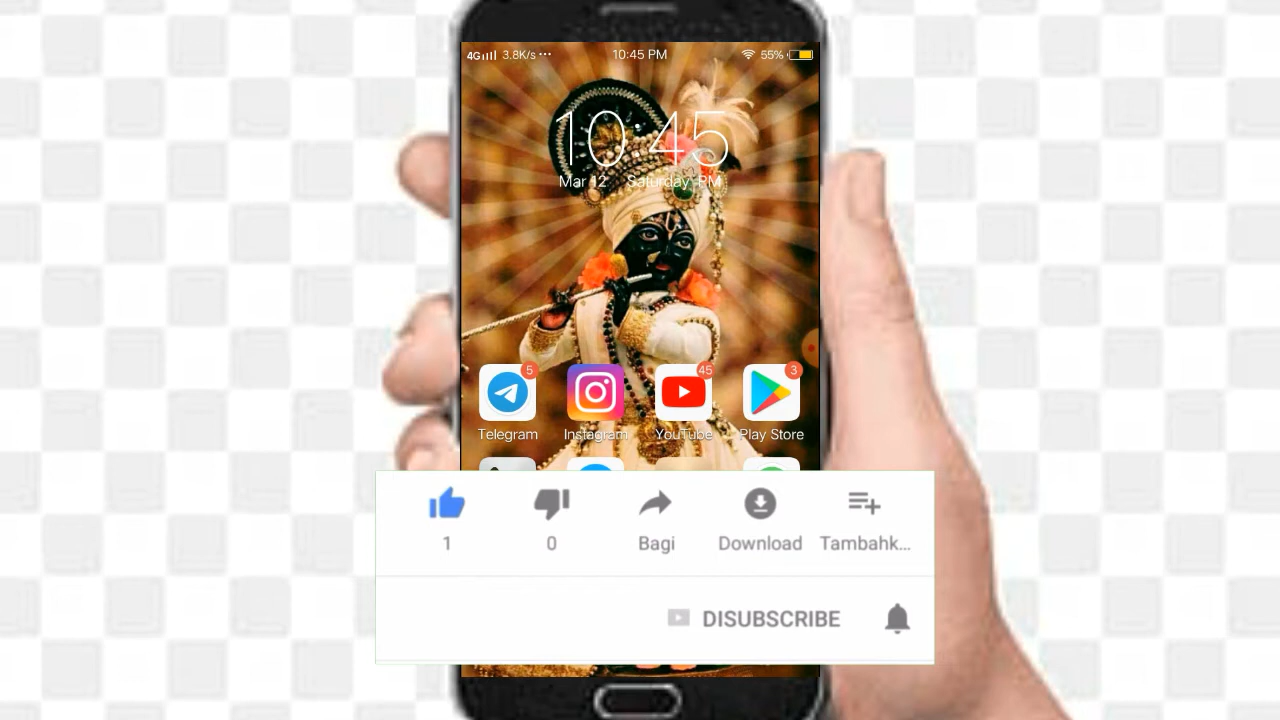 4G 3.8K/s ••• 10:45 PM 55%
10:45
Mar 12 Saturday PM
5 45 3
Telegram Instagram YouTube Play Store
1 0 Bagi Download Tambahk...
DISUBSCRIBE